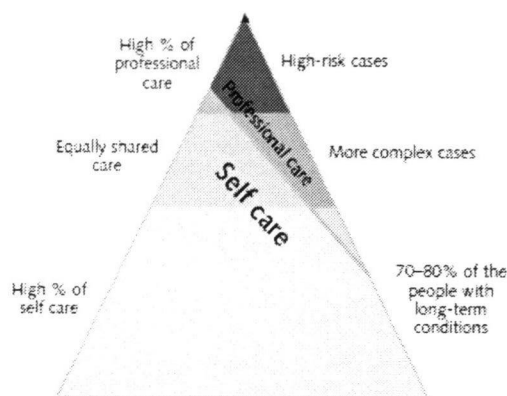 High % of
professional
care
High-risk cases
Professional care
Equally shared
care
More complex cases
Self care
High % of
self care
70–80% of the
people with
long-term
conditions